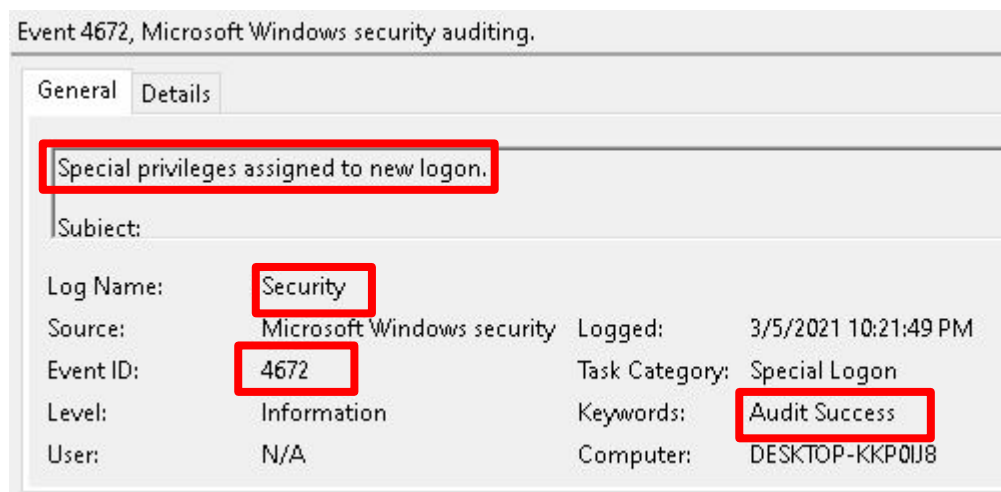 Event 4672, Microsoft Windows security auditing.
General Details
Special privileges assigned to new logon.
Subject:
Log Name: Security
Source: Microsoft Windows security Logged: 3/5/2021 10:21:49 PM
Event ID: 4672 Task Category: Special Logon
Level: Information Keywords: Audit Success
User: N/A Computer: DESKTOP-KKP0IJ8